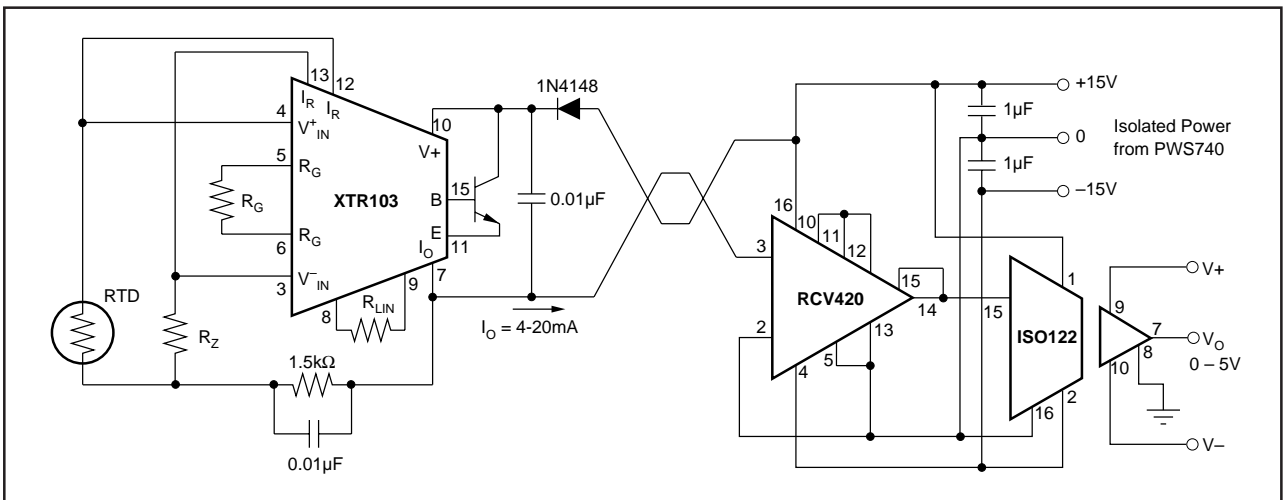 13
12
I_R
I_R
4
V^+_IN
5
R_G
R_G
R_G
6
V^–_IN
3
XTR103
10
V+
B
15
E
11
I_O
7
9
8
R_LIN
1N4148
0.01µF
I_O = 4-20mA
RTD
R_Z
1.5kΩ
0.01µF
16
10
11
12
3
15
RCV420
14
2
13
5
4
+15V
1µF
0
1µF
–15V
Isolated Power
from PWS740
1
15
ISO122
16
2
9
V+
7
V_O
8
0 – 5V
10
V–